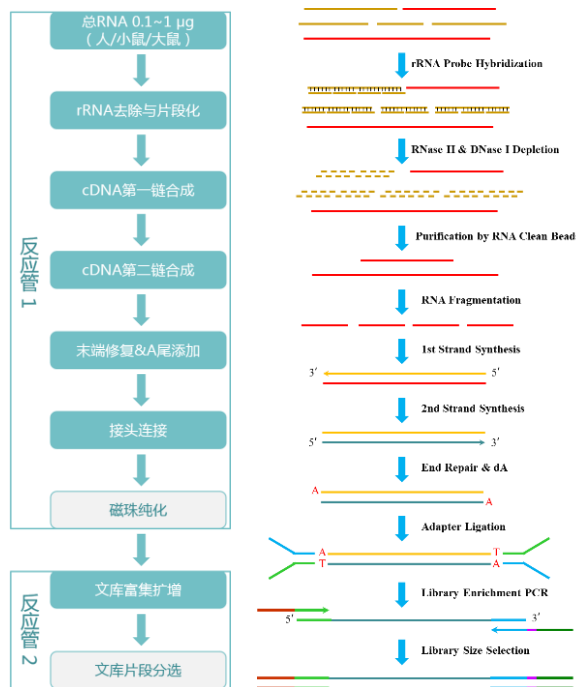 总RNA 0.1~1 μg
（人/小鼠/大鼠）
rRNA去除与片段化
cDNA第一链合成
cDNA第二链合成
末端修复&A尾添加
接头连接
磁珠纯化
反应管 1
文库富集扩增
文库片段分选
反应管 2
rRNA Probe Hybridization
RNase II & DNase I Depletion
Purification by RNA Clean Bead
RNA Fragmentation
1st Strand Synthesis
3′ 5′
2nd Strand Synthesis
5′ 3′
End Repair & dA
A
A
Adapter Ligation
A T
T A
Library Enrichment PCR
5′ 3′
Library Size Selection